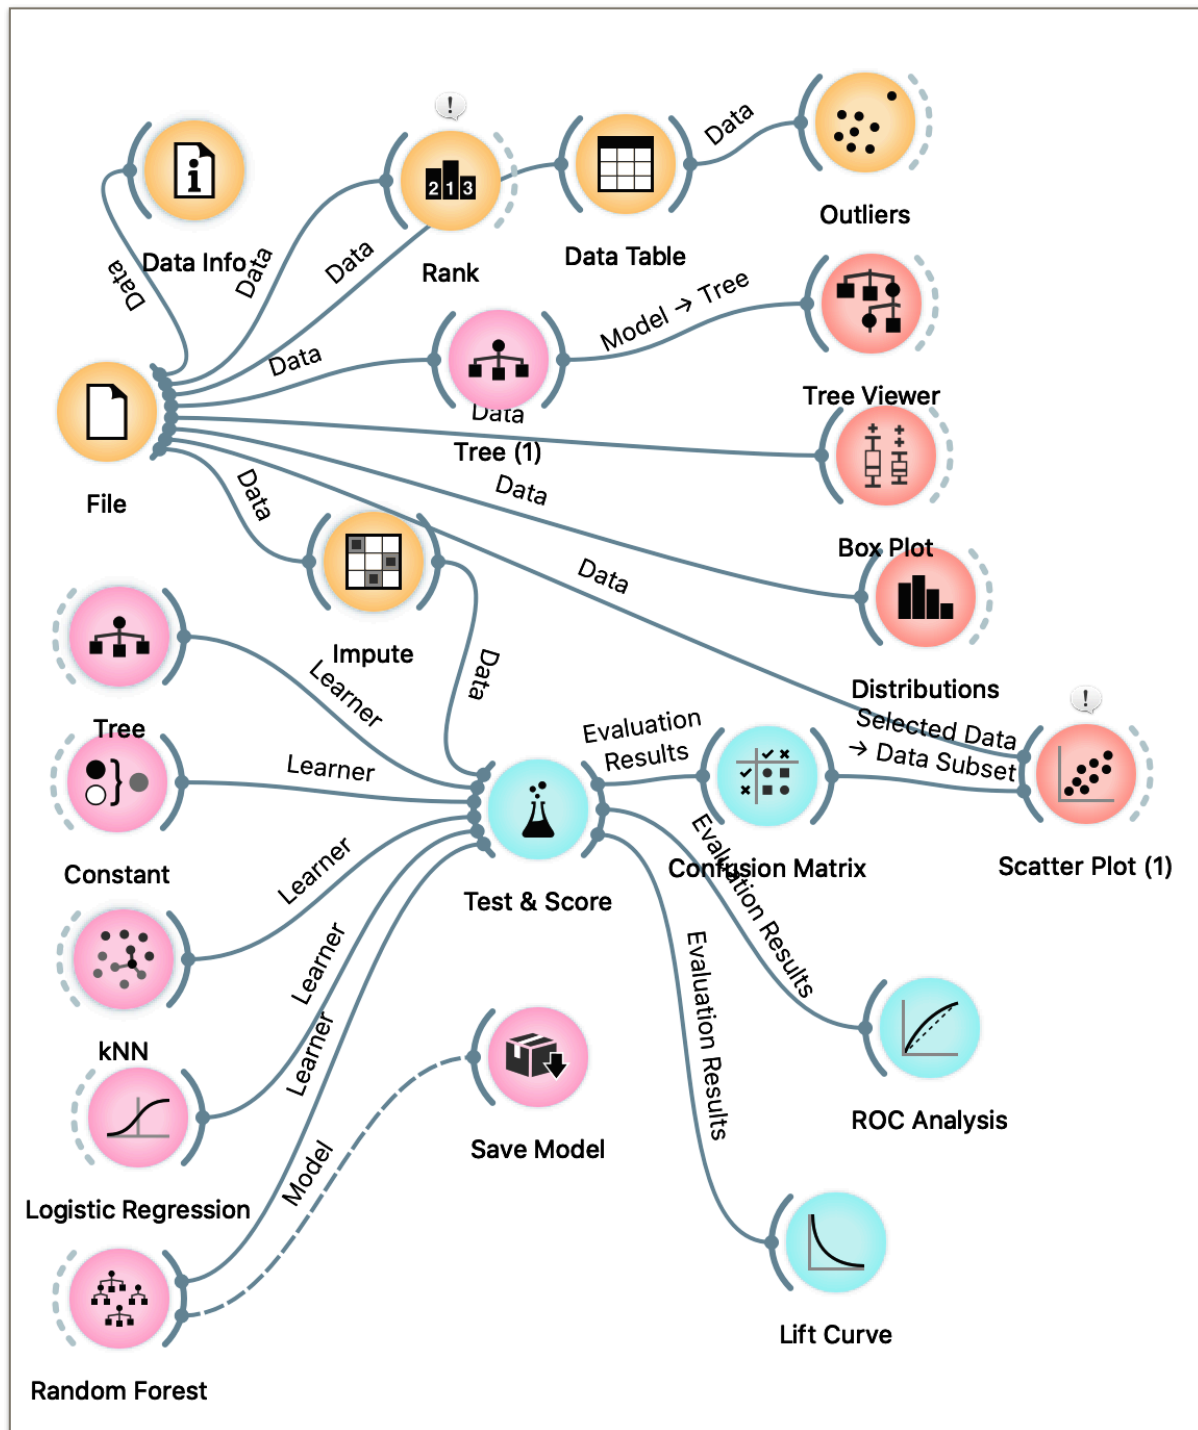 !
Data
Outliers
2 1 3
Data Info
Data
Data
Data
Rank
Data Table
Data
Model → Tree
Data
Tree Viewer
File
Tree (1)
Data
Data
Box Plot
Data
Impute
Data
Distributions
!
Tree
Learner
Data
Evaluation
Results
Selected Data
→ Data Subset
Learner
Constant
Test & Score
Confusion Matrix
Scatter Plot (1)
Learner
Evaluation Results
Evaluation Results
kNN
Learner
Learner
Save Model
ROC Analysis
Logistic Regression
Model
Random Forest
Lift Curve